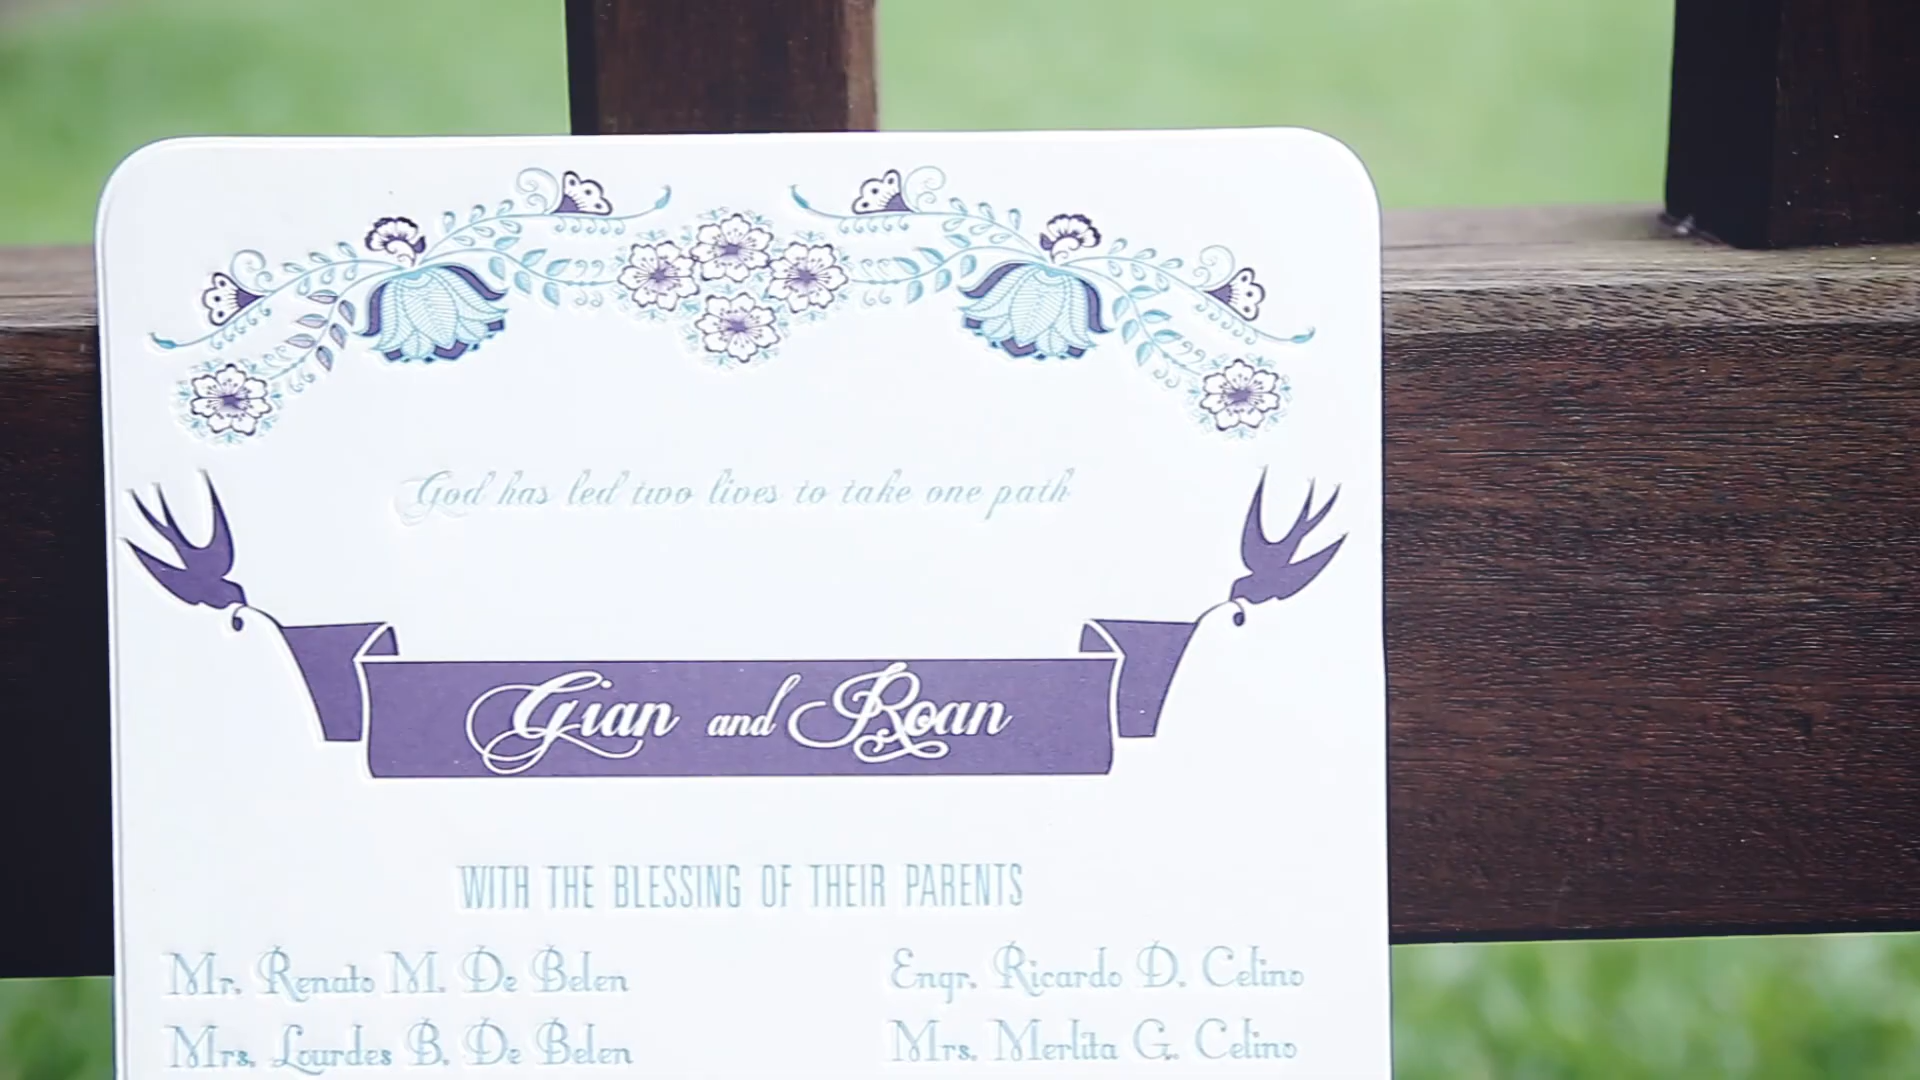 God has led two lives to take one path
Gian and Roan
WITH THE BLESSING OF THEIR PARENTS
Mr. Renato M. De Belen
Engr. Ricardo D. Celino
Mrs. Lourdes B. De Belen
Mrs. Merlita G. Celino